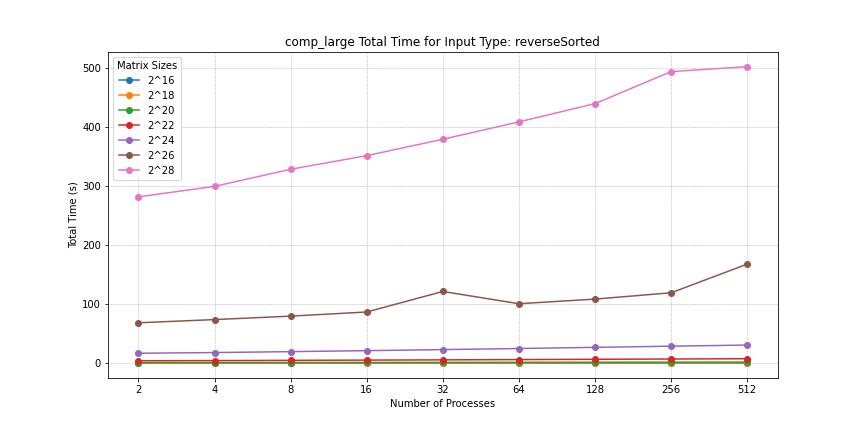 comp_large Total Time for Input Type: reverseSorted
Matrix Sizes
2^16
2^18
2^20
2^22
2^24
2^26
2^28
Total Time (s)
500
400
300
200
100
0
2 4 8 16 32 64 128 256 512
Number of Processes